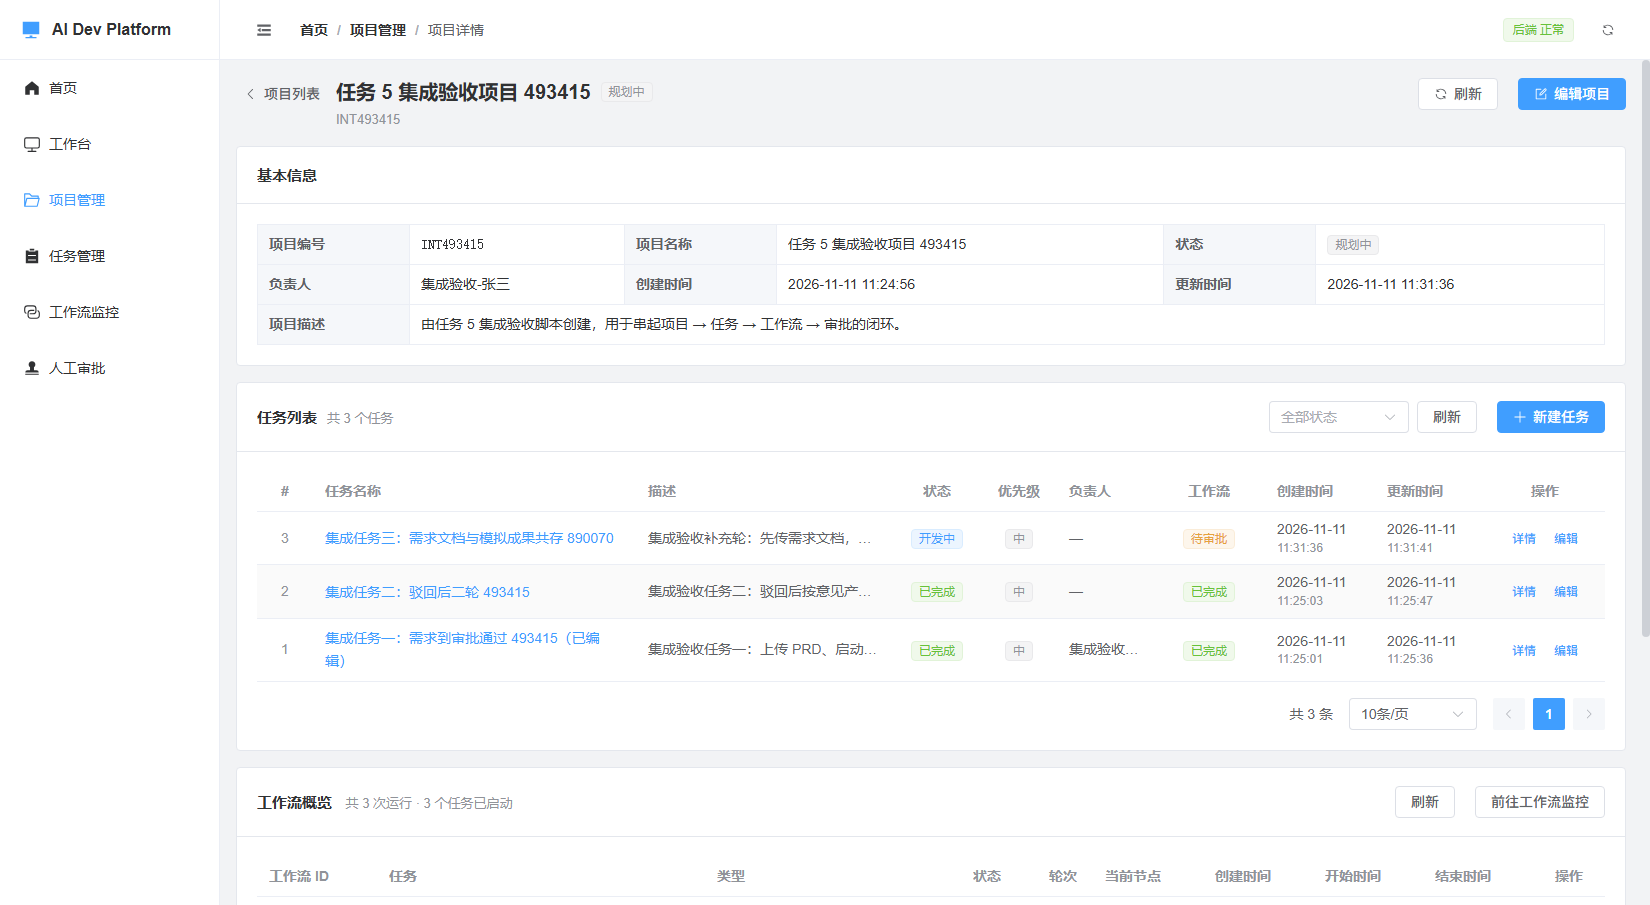 AI Dev Platform
首页 / 项目管理 / 项目详情
后端 正常
首页
工作台
项目管理
任务管理
工作流监控
人工审批
项目列表
任务 5 集成验收项目 493415
规划中
INT493415
刷新
编辑项目
基本信息
项目编号 INT493415 项目名称 任务 5 集成验收项目 493415 状态 规划中
负责人 集成验收-张三 创建时间 2026-11-11 11:24:56 更新时间 2026-11-11 11:31:36
项目描述 由任务 5 集成验收脚本创建，用于串起项目 → 任务 → 工作流 → 审批的闭环。
任务列表 共 3 个任务
全部状态
刷新
+ 新建任务
# 任务名称 描述 状态 优先级 负责人 工作流 创建时间 更新时间 操作
3 集成任务三：需求文档与模拟成果共存 890070 集成验收补充轮：先传需求文档，... 开发中 中 — 待审批 2026-11-11 11:31:36 2026-11-11 11:31:41 详情 编辑
2 集成任务二：驳回后二轮 493415 集成验收任务二：驳回后按意见产... 已完成 中 — 已完成 2026-11-11 11:25:03 2026-11-11 11:25:47 详情 编辑
1 集成任务一：需求到审批通过 493415（已编辑） 集成验收任务一：上传 PRD、启动... 已完成 中 集成验收... 已完成 2026-11-11 11:25:01 2026-11-11 11:25:36 详情 编辑
共 3 条 10条/页 1
工作流概览 共 3 次运行 · 3 个任务已启动
刷新
前往工作流监控
工作流 ID 任务 类型 状态 轮次 当前节点 创建时间 开始时间 结束时间 操作